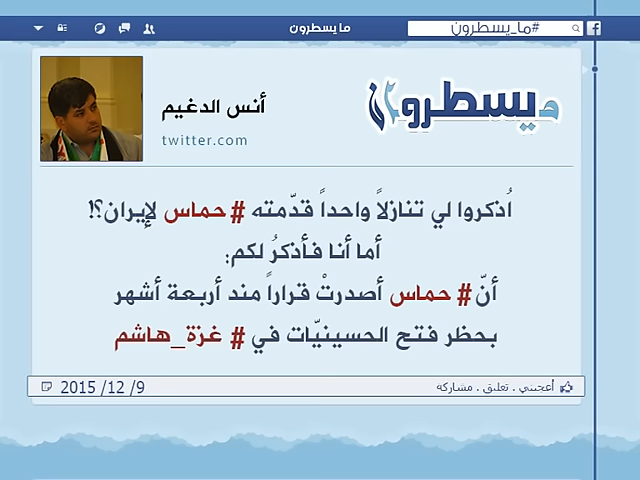 ما يسطرون
#ما_يسطرون
ما يسطرون
أنس الدغيم
twitter.com
اُذكروا لي تنازلاً واحداً قدّمته #حماس لإيران؟!
أما أنا فأذكرُ لكم:
أنّ #حماس أصدرتْ قراراً مند أربعة أشهر
بحظر فتح الحسينيّات في #غزة_هاشم
أعجبني . تعليق . مشاركه
2015 /12 /9